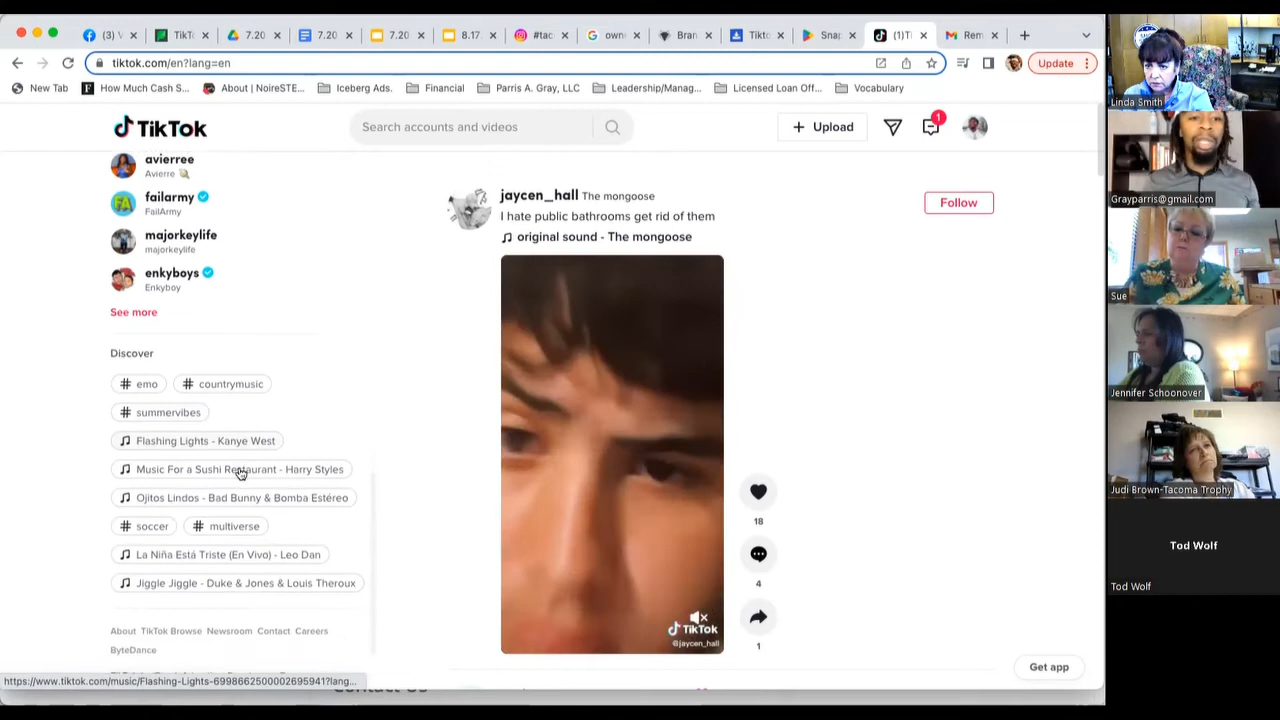 (3) V
TikT
7.20
7.20
7.20
8.17.
#tac
own
Bran
Tikto
Snap
(1)Ti
Rem
tiktok.com/en?lang=en
Update
New Tab
How Much Cash S...
About | NoireSTE...
Iceberg Ads.
Financial
Parris A. Gray, LLC
Leadership/Manag...
Licensed Loan Off...
Vocabulary
TikTok
Search accounts and videos
Upload
1
avierree
Avierre
failarmy
FailArmy
majorkeylife
majorkeylife
enkyboys
Enkyboy
See more
Discover
# emo
# countrymusic
# summervibes
Flashing Lights - Kanye West
Music For a Sushi Restaurant - Harry Styles
Ojitos Lindos - Bad Bunny & Bomba Estéreo
# soccer
# multiverse
La Niña Está Triste (En Vivo) - Leo Dan
Jiggle Jiggle - Duke & Jones & Louis Theroux
About TikTok Browse Newsroom Contact Careers
ByteDance
https://www.tiktok.com/music/Flashing-Lights-6998662500002695941?lang...
jaycen_hall The mongoose
I hate public bathrooms get rid of them
original sound - The mongoose
Follow
18
4
1
TikTok
@jaycen_hall
Get app
Linda Smith
Grayparris@gmail.com
Sue
Jennifer Schoonover
Judi Brown-Tacoma Trophy
Tod Wolf
Tod Wolf